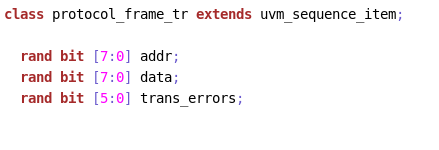 class protocol_frame_tr extends uvm_sequence_item;
rand bit [7:0] addr;
rand bit [7:0] data;
rand bit [5:0] trans_errors;